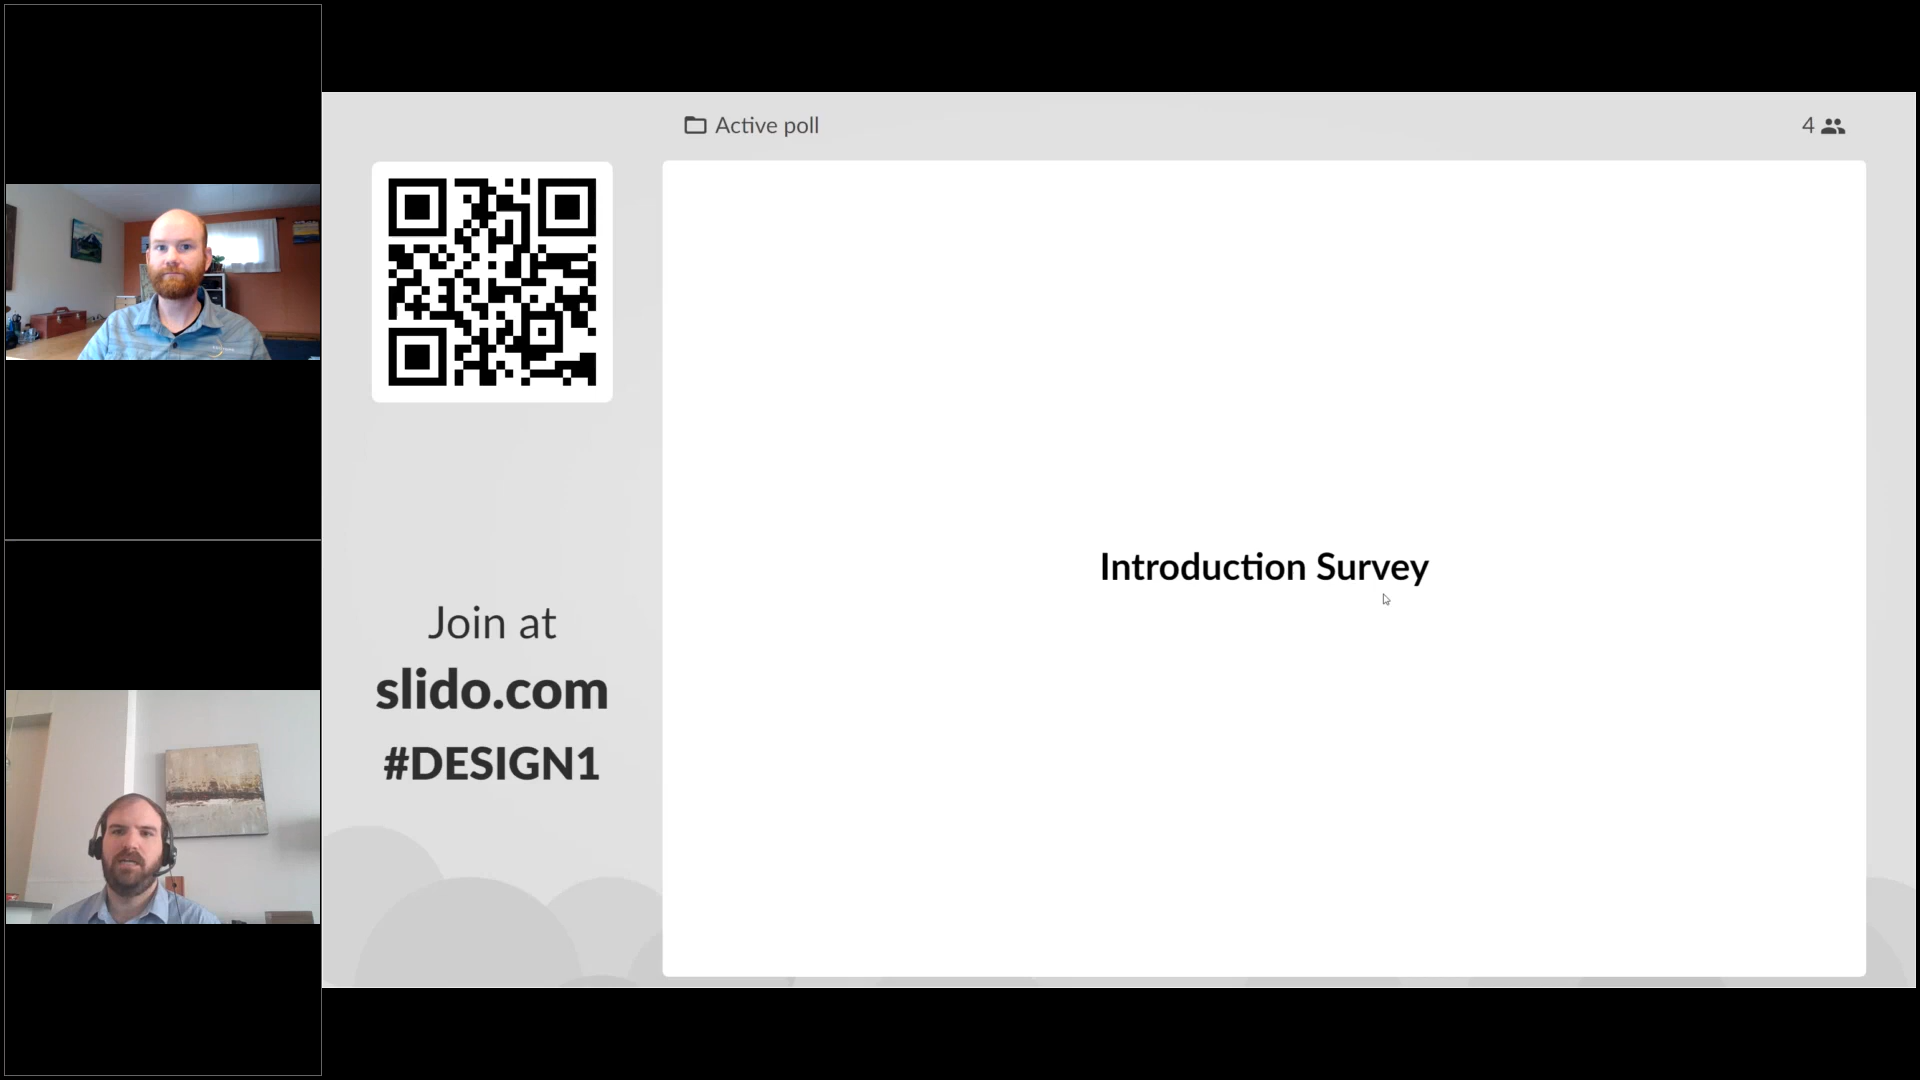 Active poll
4
Introduction Survey
Join at
slido.com
#DESIGN1